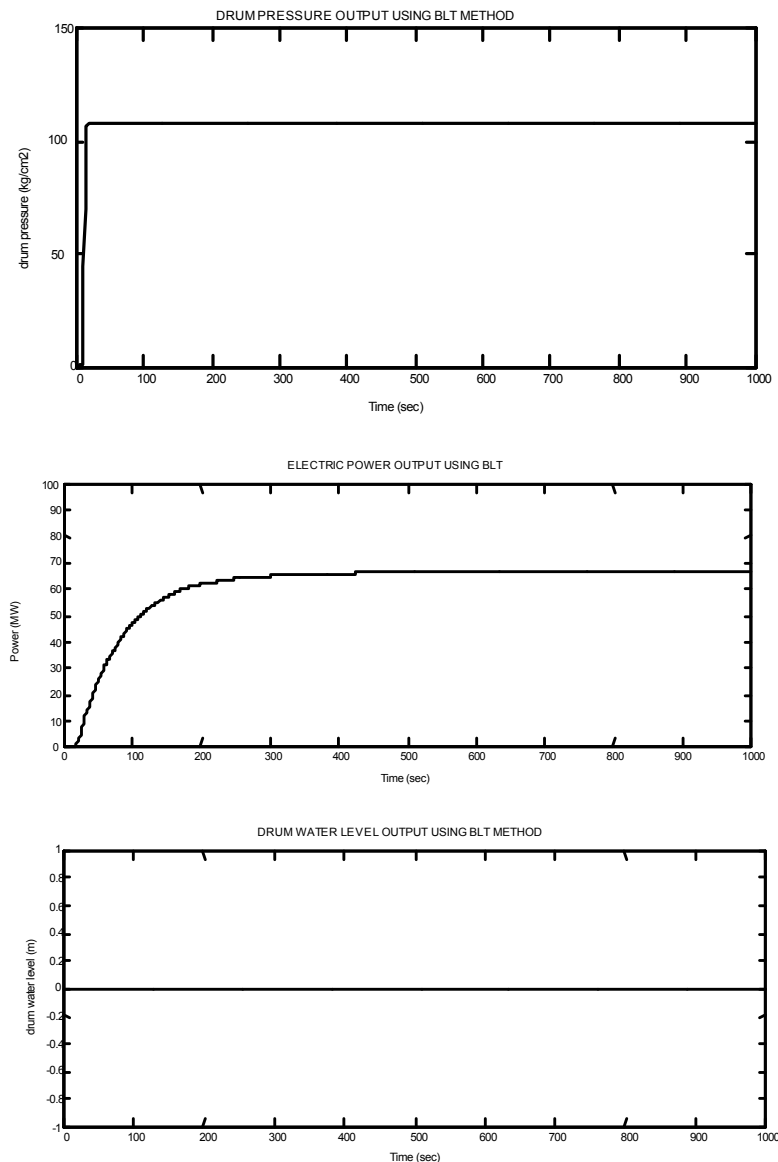 DRUM PRESSURE OUTPUT USING BLT METHOD
150
100
50
0
drum pressure (kg/cm2)
0 100 200 300 400 500 600 700 800 900 1000
Time (sec)
ELECTRIC POWER OUTPUT USING BLT
100
90
80
70
60
50
40
30
20
10
0
Power (MW)
0 100 200 300 400 500 600 700 800 900 1000
Time (sec)
DRUM WATER LEVEL OUTPUT USING BLT METHOD
1
0.8
0.6
0.4
0.2
0
-0.2
-0.4
-0.6
-0.8
-1
drum water level (m)
0 100 200 300 400 500 600 700 800 900 1000
Time (sec)